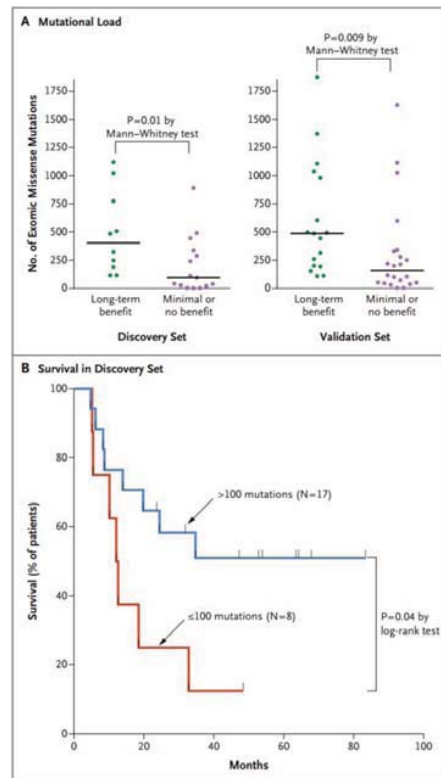 A Mutational Load
P=0.01 by
Mann–Whitney test
No. of Exomic Missense Mutations
1750
1500
1250
1000
750
500
250
0
Long-term
benefit
Minimal or
no benefit
Discovery Set
P=0.009 by
Mann–Whitney test
1750
1500
1250
1000
750
500
250
0
Long-term
benefit
Minimal or
no benefit
Validation Set
B Survival in Discovery Set
Survival (% of patients)
100
80
60
40
20
0
>100 mutations (N=17)
≤100 mutations (N=8)
P=0.04 by
log-rank test
0
20
40
60
80
100
Months